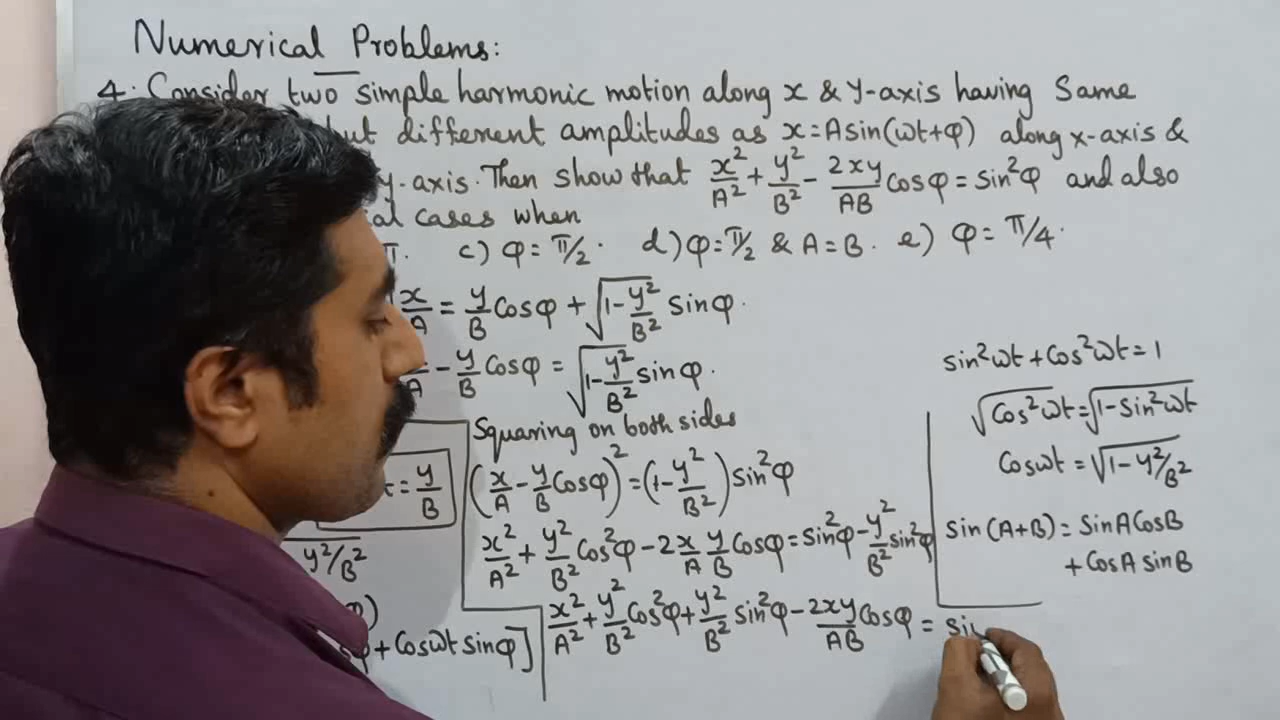 Numerical Problems:
4. Consider two simple harmonic motion along x & y-axis having Same
but different amplitudes as x=Asin(ωt+φ) along x-axis &
y-axis. Then show that x²/A² + y²/B² - 2xy/AB cosφ = sin²φ and also
cases when
c) φ = π/2. d) φ = π/2 & A = B. e) φ = π/4.
x/A = y/B cosφ + √(1-y²/B²) sinφ.
- y/B cosφ = √(1-y²/B²) sinφ.
Squaring on both sides
(x/A - y/B cosφ)² = (1-y²/B²) sin²φ
x²/A² + y²/B² cos²φ - 2 x/A y/B cosφ = sin²φ - y²/B² sin²φ
x²/A² + y²/B² cos²φ + y²/B² sin²φ - 2xy/AB cosφ = sin
= y/B
y²/B²
+ cosωt sinφ]
sin²ωt + cos²ωt = 1
√cos²ωt = √1-sin²ωt
cosωt = √1-y²/B²
sin(A+B) = sinAcosB
+ cosA sinB